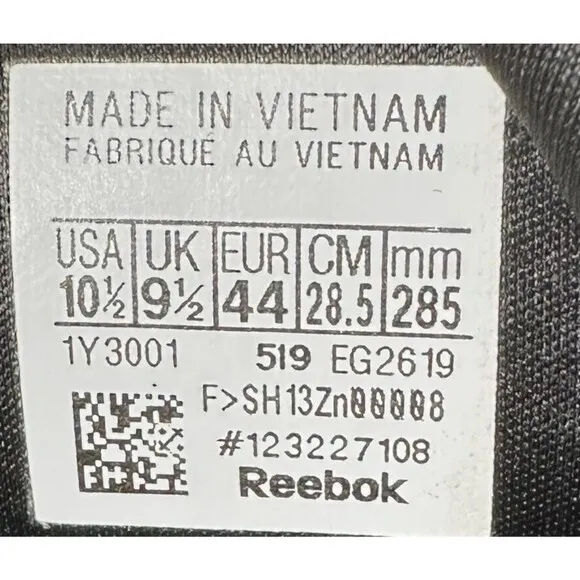 MADE IN VIETNAM
FABRIQUÉ AU VIETNAM
USA UK EUR CM mm
10½ 9½ 44 28.5 285
1Y3001 519 EG2619
F>SH13Zn00008
#123227108
Reebok